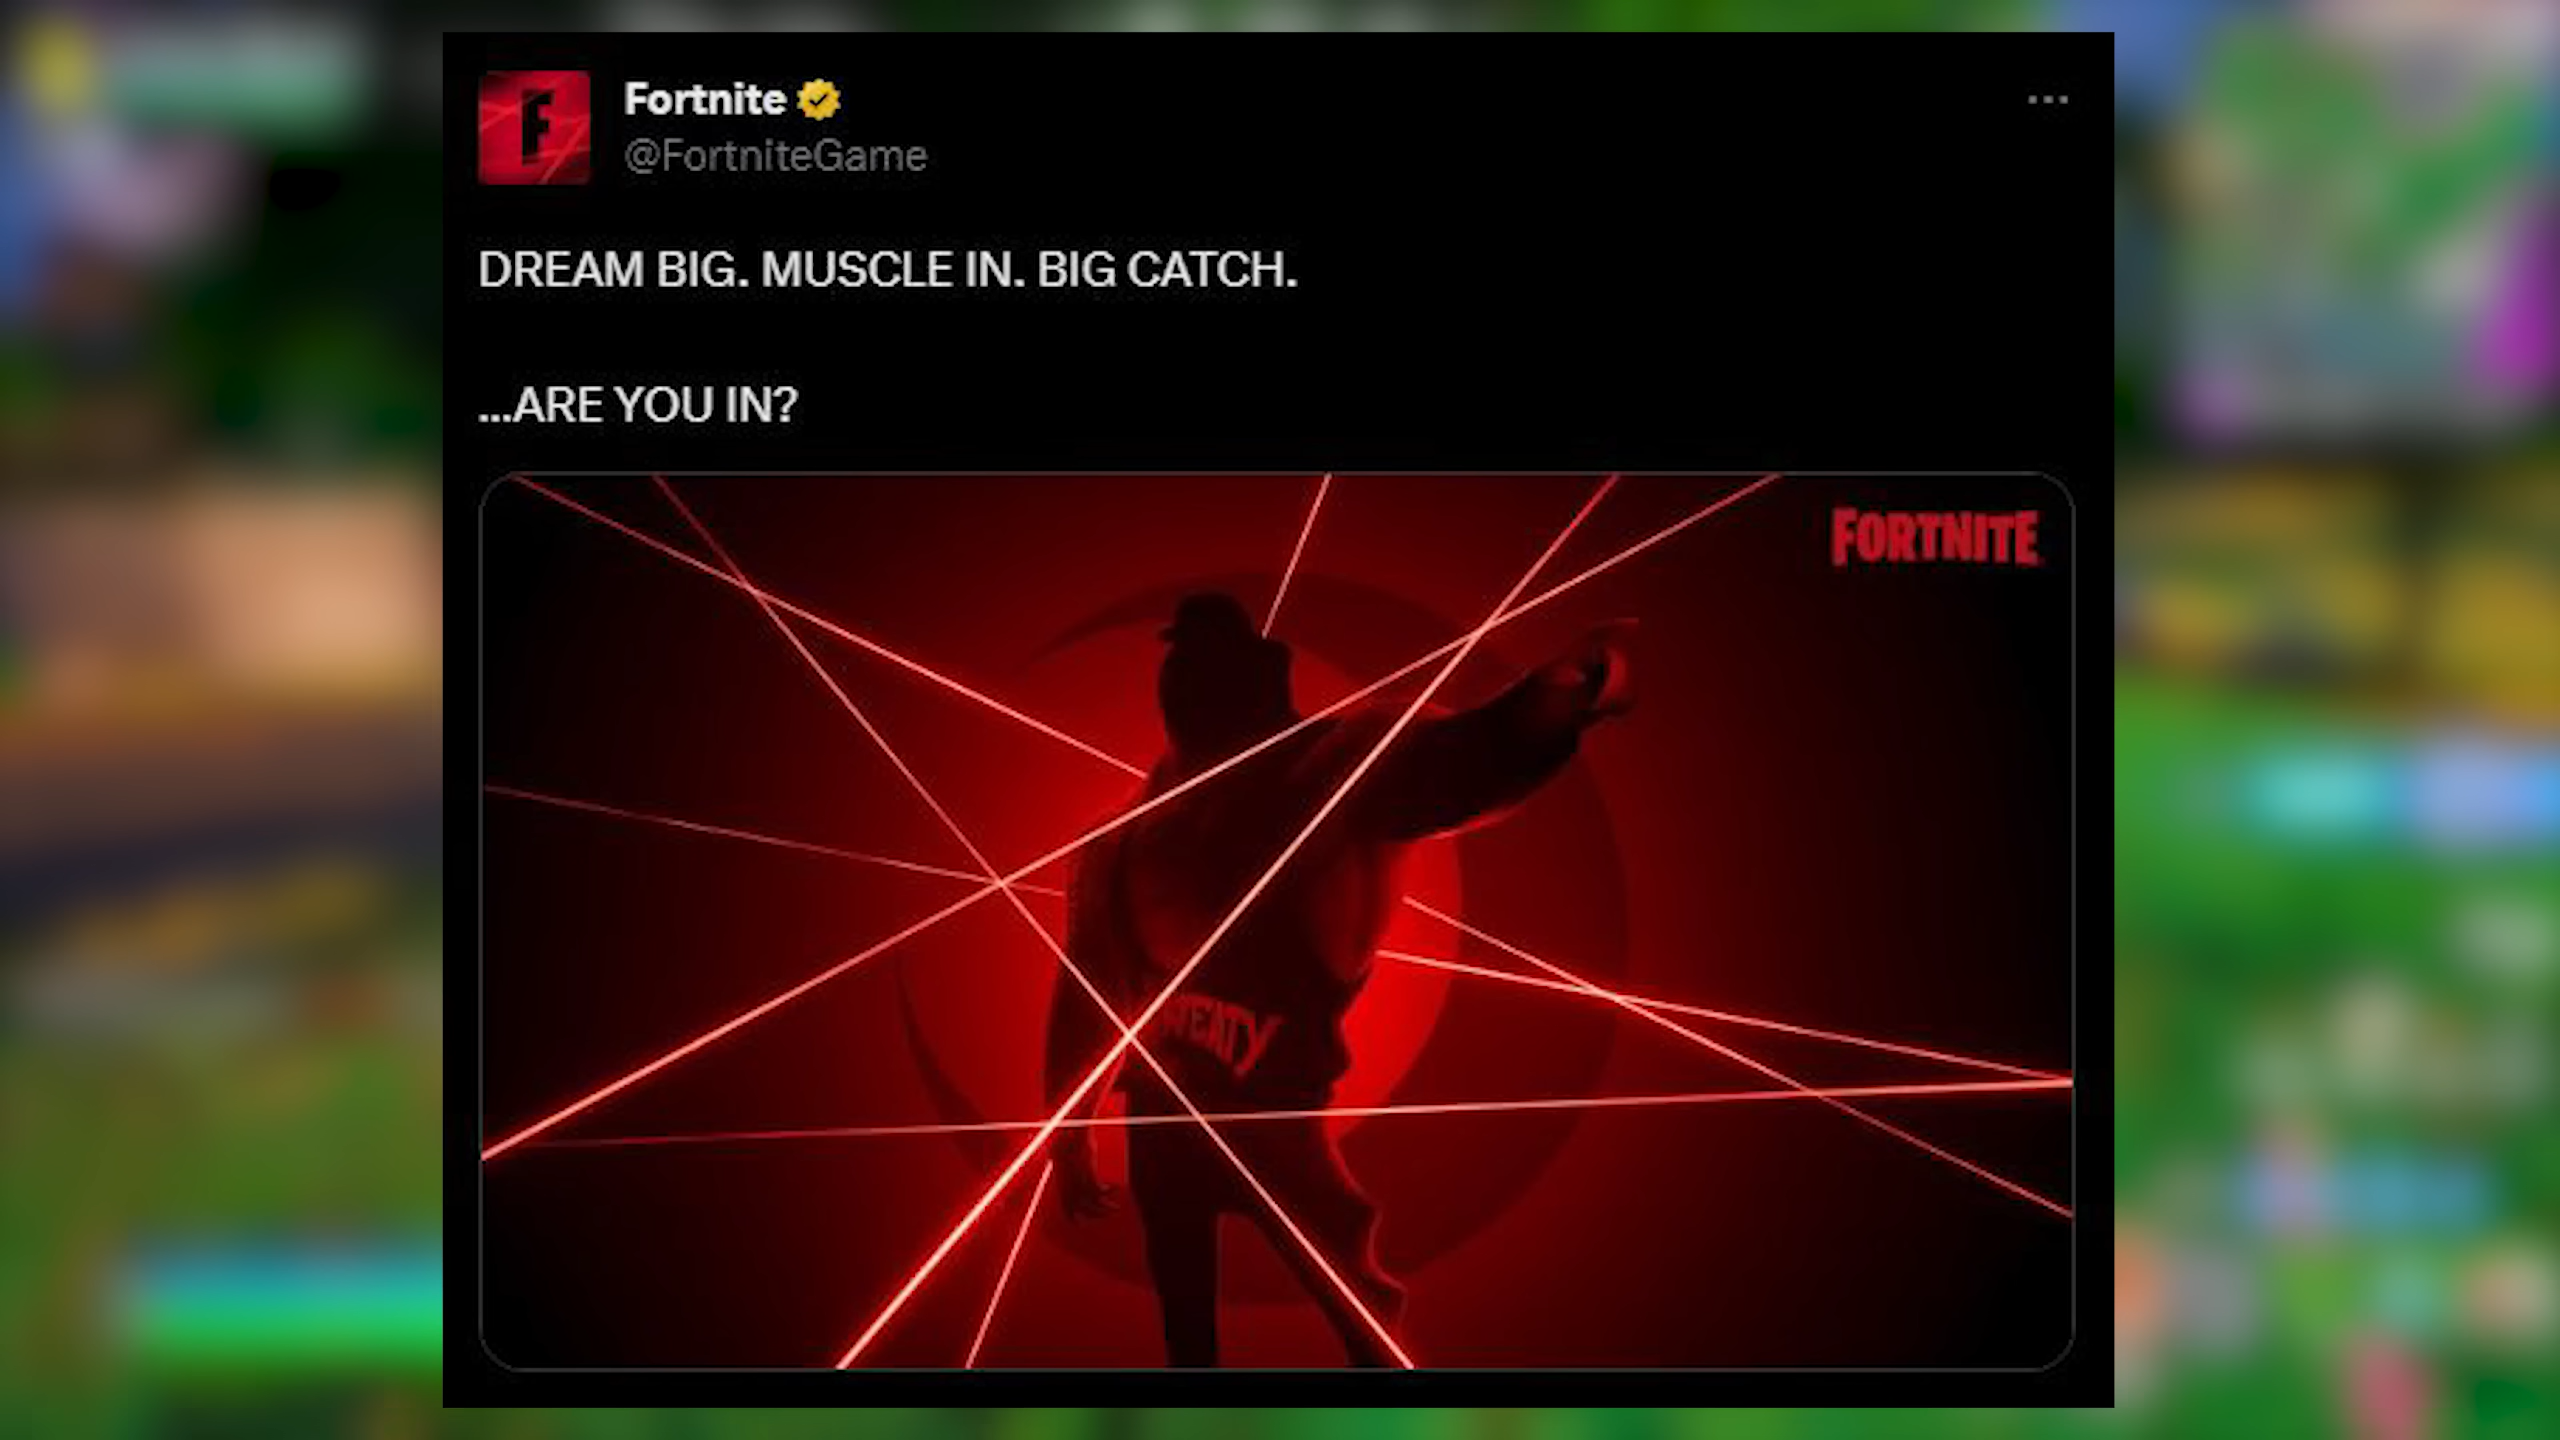 F
Fortnite
@FortniteGame
DREAM BIG. MUSCLE IN. BIG CATCH.
...ARE YOU IN?
FORTNITE